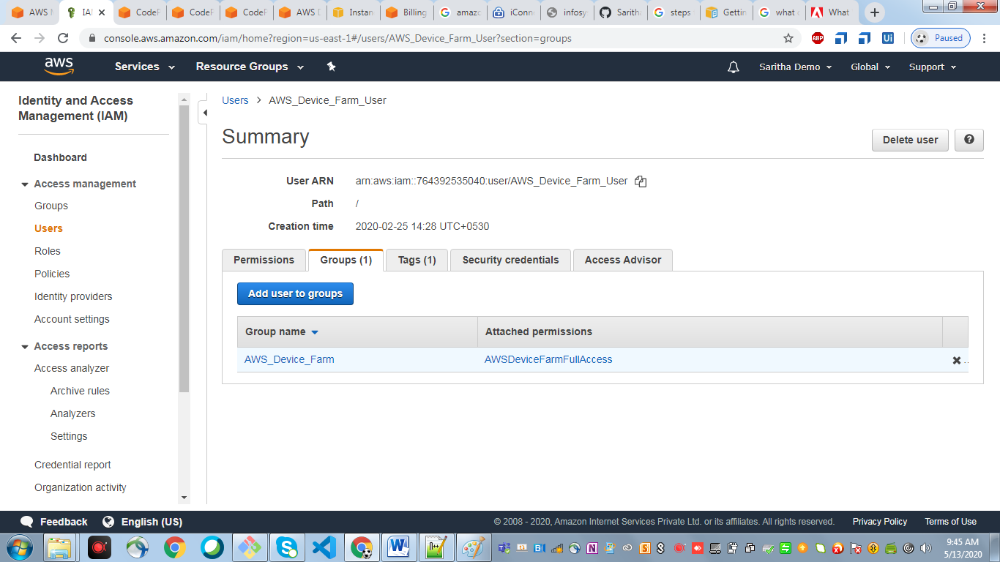 AWS M
IAI
CodeP
CodeP
CodeP
AWS D
Instan
Billing
amazo
iConne
infosy
Saritha
steps
Gettin
what c
What
console.aws.amazon.com/iam/home?region=us-east-1#/users/AWS_Device_Farm_User?section=groups
ABP
Ui
Paused
aws
Services
Resource Groups
Saritha Demo
Global
Support
Identity and Access
Management (IAM)
Dashboard
Access management
Groups
Users
Roles
Policies
Identity providers
Account settings
Access reports
Access analyzer
Archive rules
Analyzers
Settings
Credential report
Organization activity
Users > AWS_Device_Farm_User
Summary
Delete user
User ARN arn:aws:iam::764392535040:user/AWS_Device_Farm_User
Path /
Creation time 2020-02-25 14:28 UTC+0530
Permissions
Groups (1)
Tags (1)
Security credentials
Access Advisor
Add user to groups
Group name
Attached permissions
AWS_Device_Farm
AWSDeviceFarmFullAccess
Feedback
English (US)
© 2008 - 2020, Amazon Internet Services Private Ltd. or its affiliates. All rights reserved.
Privacy Policy
Terms of Use
9:45 AM
5/13/2020